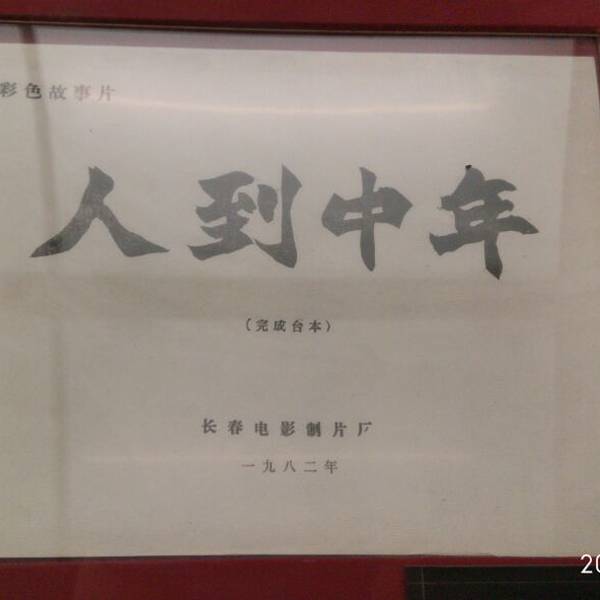 彩色故事片
人到中年
(完成台本)
长春电影制片厂
一九八二年
20